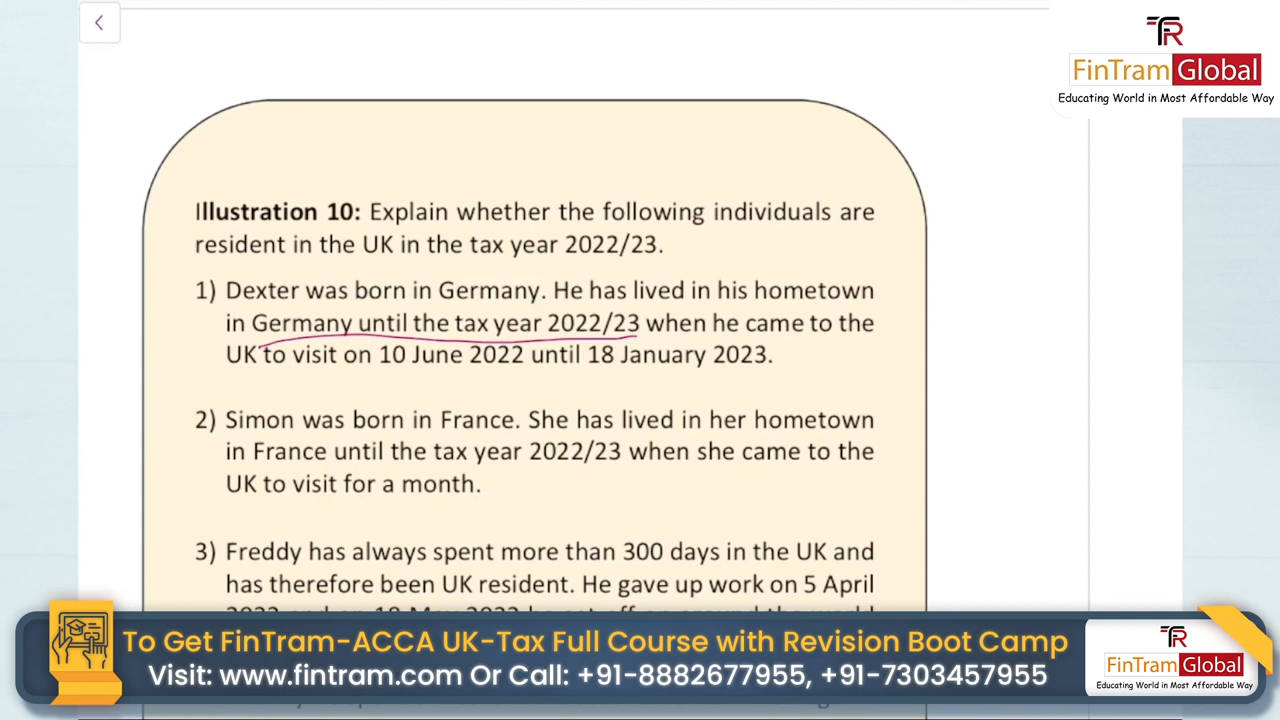 FinTram Global
Educating World in Most Affordable Way
Illustration 10: Explain whether the following individuals are
resident in the UK in the tax year 2022/23.
1) Dexter was born in Germany. He has lived in his hometown
in Germany until the tax year 2022/23 when he came to the
UK to visit on 10 June 2022 until 18 January 2023.
2) Simon was born in France. She has lived in her hometown
in France until the tax year 2022/23 when she came to the
UK to visit for a month.
3) Freddy has always spent more than 300 days in the UK and
has therefore been UK resident. He gave up work on 5 April
To Get FinTram-ACCA UK-Tax Full Course with Revision Boot Camp
Visit: www.fintram.com Or Call: +91-8882677955, +91-7303457955
FinTram Global
Educating World in Most Affordable Way